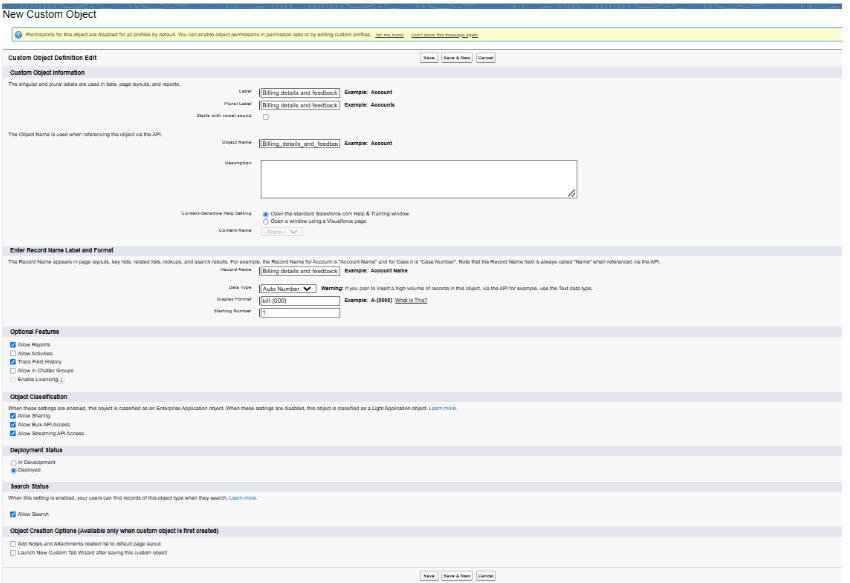 New Custom Object
Permissions for this object are disabled for all profiles by default. You can enable object permissions in permission sets or by editing custom profiles. Tell me more! Don't show this message again
Custom Object Definition Edit Save Save & New Cancel
Custom Object Information
The singular and plural labels are used in tabs, page layouts, and reports.
Label Billing details and feedback Example: Account
Plural Label Billing details and feedback Example: Accounts
Starts with vowel sound
The Object Name is used when referencing the object via the API.
Object Name Billing_details_and_feedba Example: Account
Description
Context-Sensitive Help Setting Open the standard Salesforce.com Help & Training window
Open a window using a Visualforce page
Content Name --None--
Enter Record Name Label and Format
The Record Name appears in page layouts, key lists, related lists, lookups, and search results. For example, the Record Name for Account is "Account Name" and for Case it is "Case Number". Note that the Record Name field is always called "Name" when referenced via the API.
Record Name Billing details and feedback Example: Account Name
Data Type Auto Number Warning: If you plan to insert a high volume of records in this object, via the API for example, use the Text data type.
Display Format bill-{000} Example: A-{0000} What Is This?
Starting Number 1
Optional Features
Allow Reports
Allow Activities
Track Field History
Allow in Chatter Groups
Enable Licensing i
Object Classification
When these settings are enabled, this object is classified as an Enterprise Application object. When these settings are disabled, this object is classified as a Light Application object. Learn more.
Allow Sharing
Allow Bulk API Access
Allow Streaming API Access
Deployment Status
In Development
Deployed
Search Status
When this setting is enabled, your users can find records of this object type when they search. Learn more.
Allow Search
Object Creation Options (Available only when custom object is first created)
Add Notes and Attachments related list to default page layout
Launch New Custom Tab Wizard after saving this custom object
Save Save & New Cancel